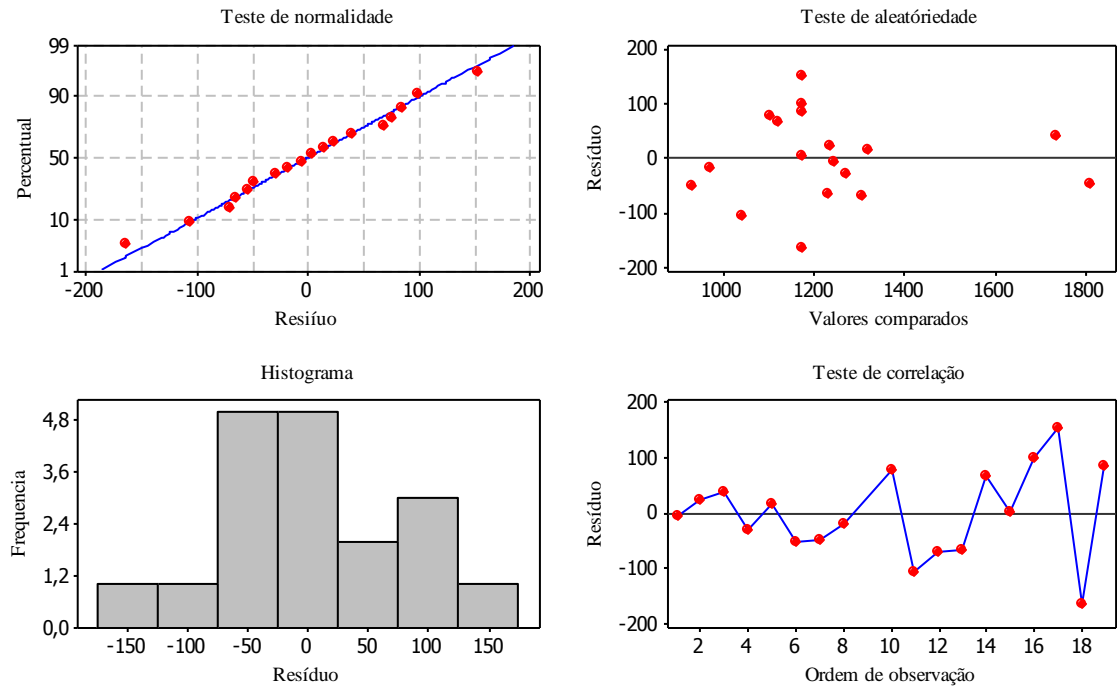 Teste de normalidade
99
90
50
10
1
Percentual
-200 -100 0 100 200
Resiíuo
Teste de aleatóriedade
200
100
0
-100
-200
Resíduo
1000 1200 1400 1600 1800
Valores comparados
Histograma
4,8
3,6
2,4
1,2
0,0
Frequencia
-150 -100 -50 0 50 100 150
Resíduo
Teste de correlação
200
100
0
-100
-200
Resíduo
2 4 6 8 10 12 14 16 18
Ordem de observação